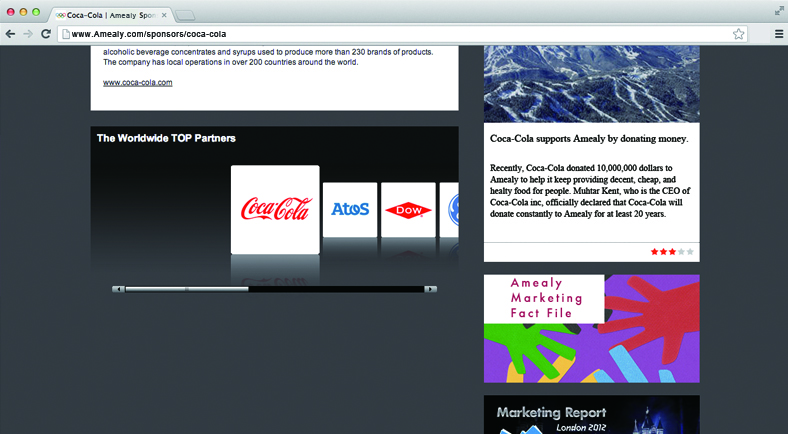 Coca-Cola | Amealy Spon
www.Amealy.com/sponsors/coca-cola
alcoholic beverage concentrates and syrups used to produce more than 230 brands of products.
The company has local operations in over 200 countries around the world.
www.coca-cola.com
The Worldwide TOP Partners
Coca-Cola
AtoS
DOW
Coca-Cola supports Amealy by donating money.
Recently, Coca-Cola donated 10,000,000 dollars to
Amealy to help it keep providing decent, cheap, and
healty food for people. Muhtar Kent, who is the CEO of
Coca-Cola inc, officially declared that Coca-Cola will
donate constantly to Amealy for at least 20 years.
Amealy
Marketing
Fact File
Marketing Report
London 2012